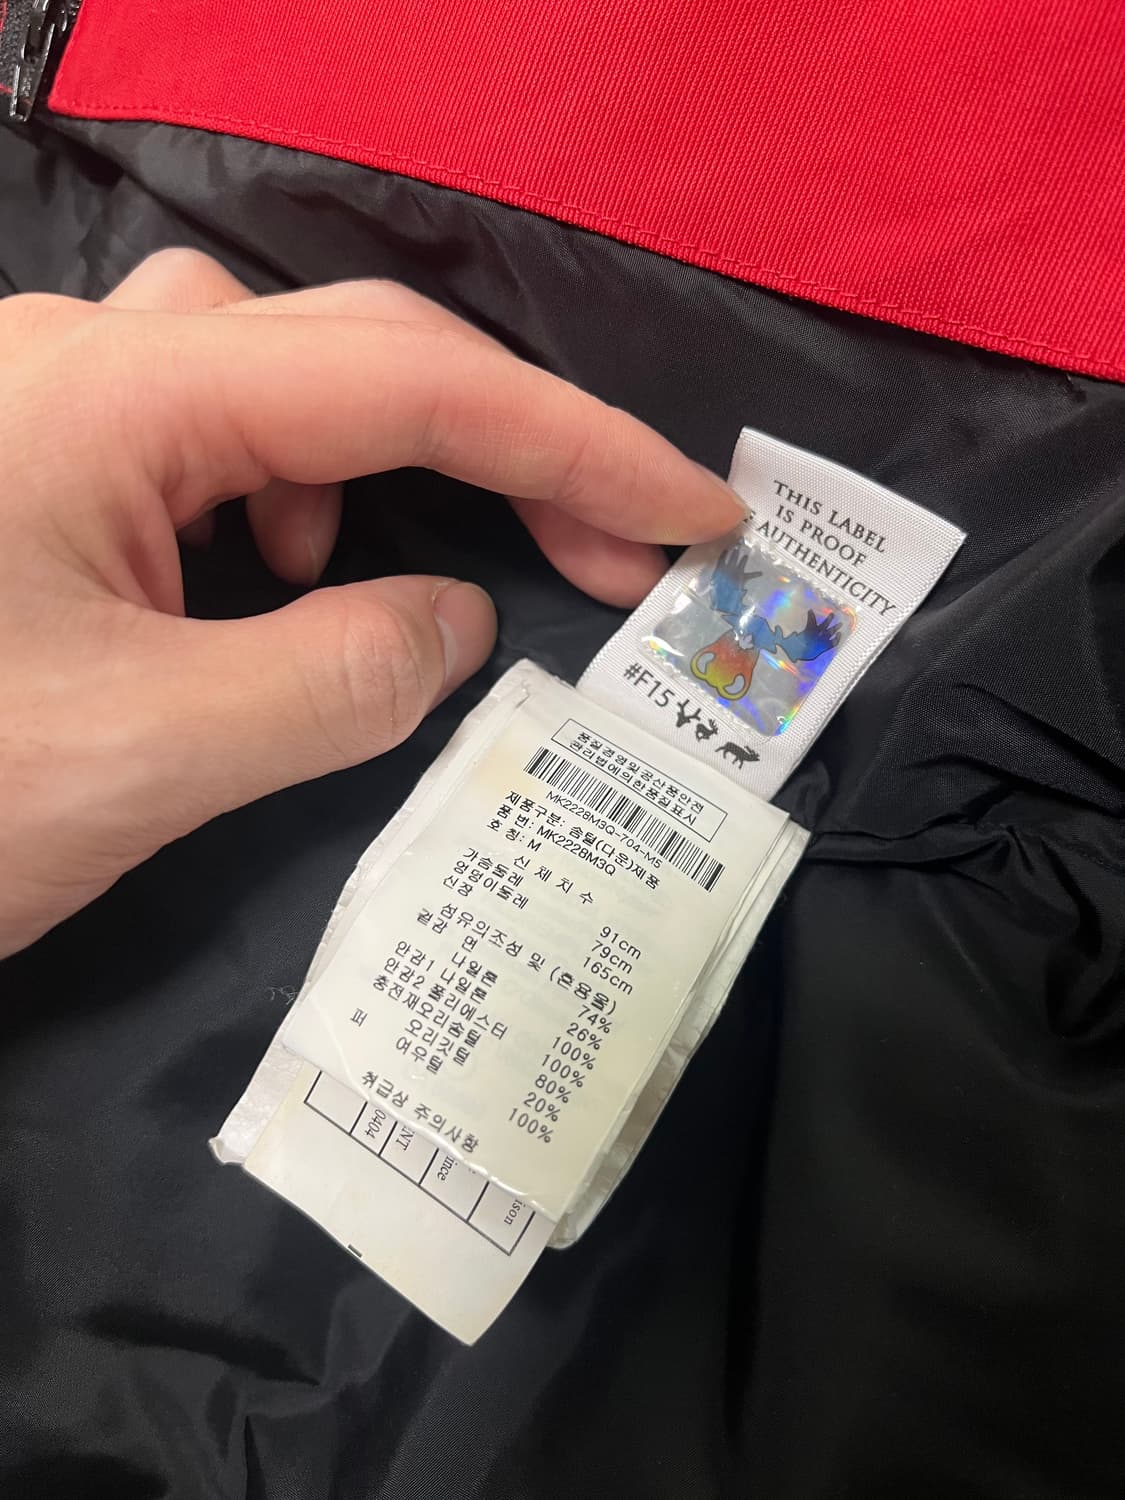 THIS LABEL
IS PROOF
AUTHENTICITY
#F15
품질경영및공산품안전
관리법에의한품질표시
MK2228M3Q-704-M5
제품구분: 솜털(다운)제품
품 번: MK2228M3Q
호 칭: M
신 체 치 수
가슴둘레 91cm
엉덩이둘레 79cm
신장 165cm
섬유의조성 및 (혼용율)
겉감 면 74%
나일론 26%
안감1 나일론 100%
안감2 폴리에스터 100%
충전재오리솜털 80%
오리깃털 20%
퍼 여우털 100%
취급상 주의사항
0404
INT
ince
ison